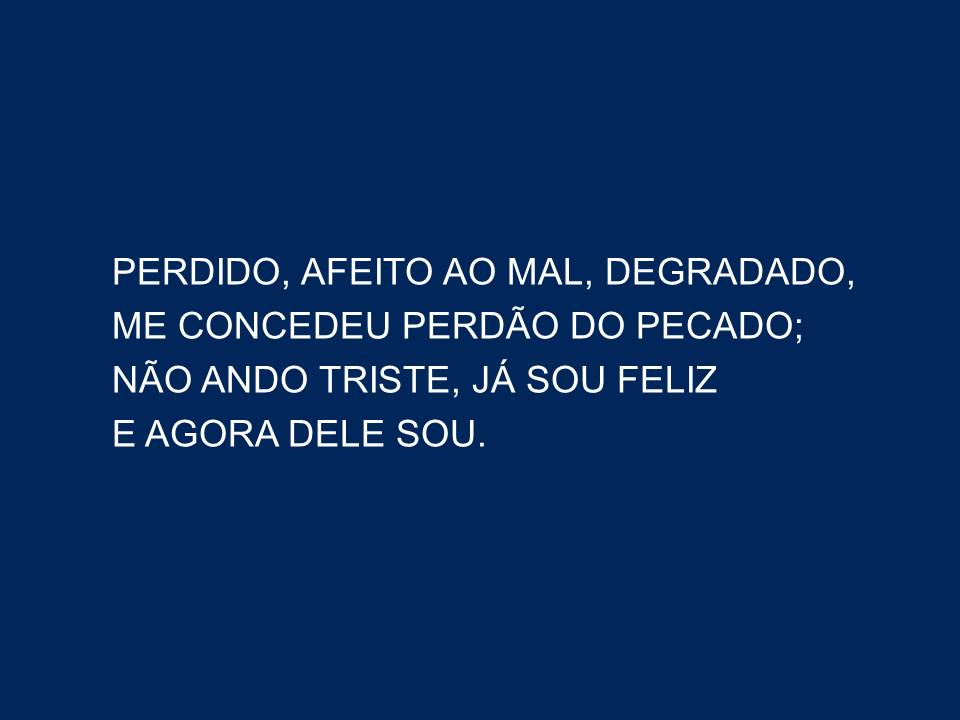 PERDIDO, AFEITO AO MAL, DEGRADADO,
ME CONCEDEU PERDÃO DO PECADO;
NÃO ANDO TRISTE, JÁ SOU FELIZ
E AGORA DELE SOU.